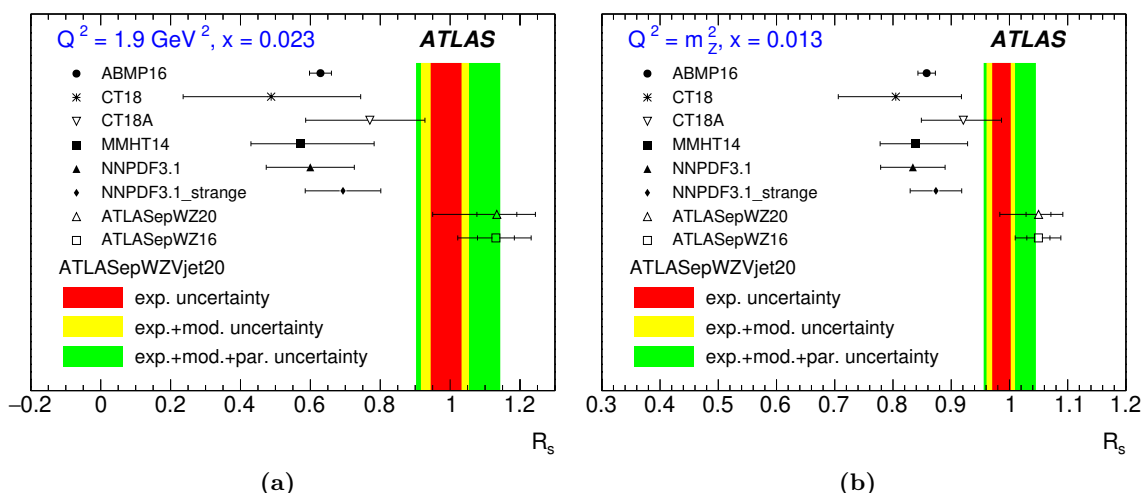 Q² = 1.9 GeV², x = 0.023
ATLAS
ABMP16
CT18
CT18A
MMHT14
NNPDF3.1
NNPDF3.1_strange
ATLASepWZ20
ATLASepWZ16
ATLASepWZVjet20
exp. uncertainty
exp.+mod. uncertainty
exp.+mod.+par. uncertainty
−0.2 0 0.2 0.4 0.6 0.8 1 1.2
R_s
(a)
Q² = m_Z², x = 0.013
ATLAS
ABMP16
CT18
CT18A
MMHT14
NNPDF3.1
NNPDF3.1_strange
ATLASepWZ20
ATLASepWZ16
ATLASepWZVjet20
exp. uncertainty
exp.+mod. uncertainty
exp.+mod.+par. uncertainty
0.3 0.4 0.5 0.6 0.7 0.8 0.9 1 1.1 1.2
R_s
(b)